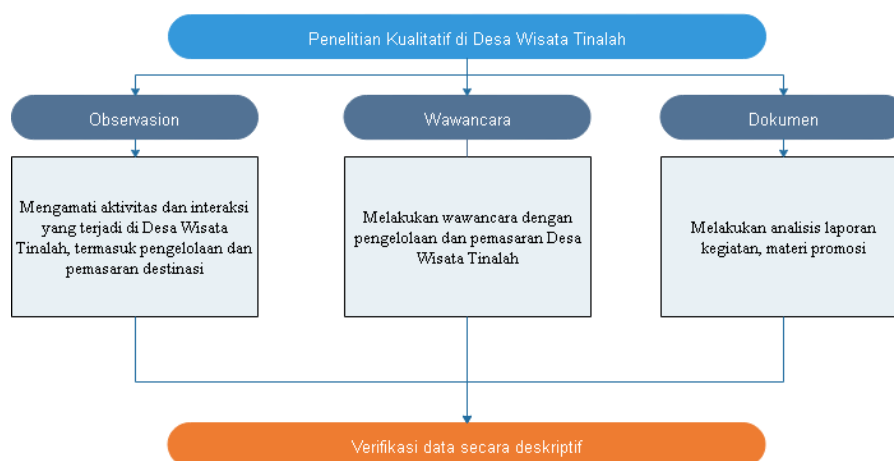 Penelitian Kualitatif di Desa Wisata Tinalah
Observasion
Wawancara
Dokumen
Mengamati aktivitas dan interaksi
yang terjadi di Desa Wisata
Tinalah, termasuk pengelolaan dan
pemasaran destinasi
Melakukan wawancara dengan
pengelolaan dan pemasaran Desa
Wisata Tinalah
Melakukan analisis laporan
kegiatan, materi promosi
Verifikasi data secara deskriptif